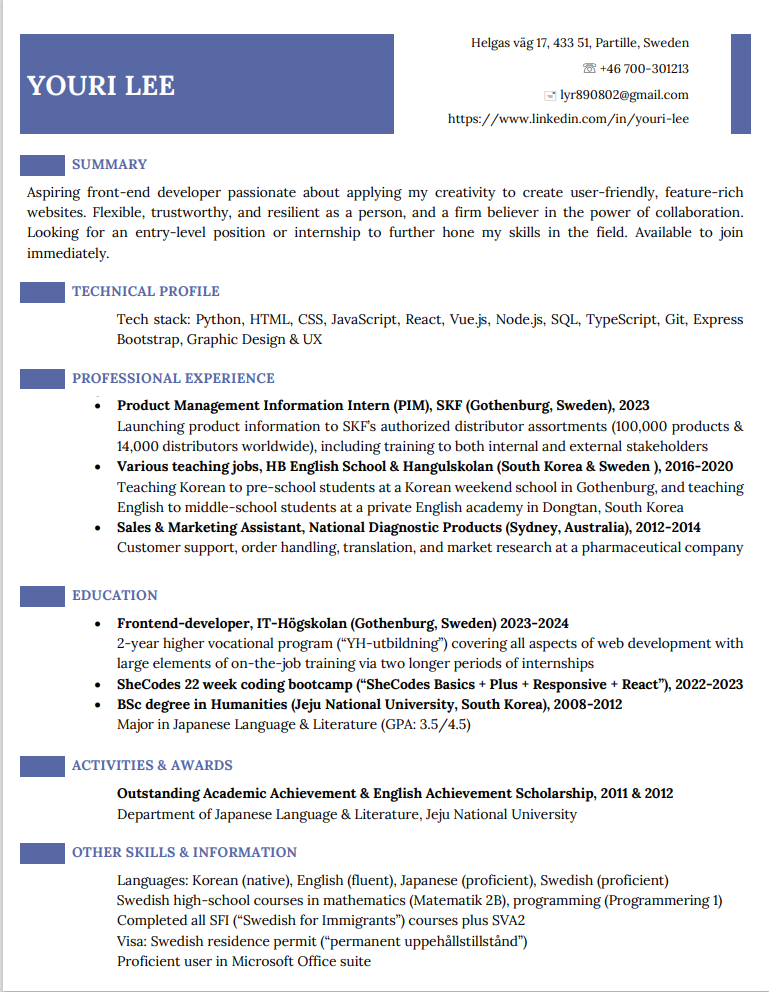 YOURI LEE
Helgas väg 17, 433 51, Partille, Sweden
☏ +46 700-301213
🖃 lyr890802@gmail.com
https://www.linkedin.com/in/youri-lee
SUMMARY
Aspiring front-end developer passionate about applying my creativity to create user-friendly, feature-rich
websites. Flexible, trustworthy, and resilient as a person, and a firm believer in the power of collaboration.
Looking for an entry-level position or internship to further hone my skills in the field. Available to join
immediately.
TECHNICAL PROFILE
Tech stack: Python, HTML, CSS, JavaScript, React, Vue.js, Node.js, SQL, TypeScript, Git, Express
Bootstrap, Graphic Design & UX
PROFESSIONAL EXPERIENCE
• Product Management Information Intern (PIM), SKF (Gothenburg, Sweden), 2023
Launching product information to SKF’s authorized distributor assortments (100,000 products &
14,000 distributors worldwide), including training to both internal and external stakeholders
• Various teaching jobs, HB English School & Hangulskolan (South Korea & Sweden ), 2016-2020
Teaching Korean to pre-school students at a Korean weekend school in Gothenburg, and teaching
English to middle-school students at a private English academy in Dongtan, South Korea
• Sales & Marketing Assistant, National Diagnostic Products (Sydney, Australia), 2012-2014
Customer support, order handling, translation, and market research at a pharmaceutical company
EDUCATION
• Frontend-developer, IT-Högskolan (Gothenburg, Sweden) 2023-2024
2-year higher vocational program (“YH-utbildning”) covering all aspects of web development with
large elements of on-the-job training via two longer periods of internships
• SheCodes 22 week coding bootcamp (“SheCodes Basics + Plus + Responsive + React”), 2022-2023
• BSc degree in Humanities (Jeju National University, South Korea), 2008-2012
Major in Japanese Language & Literature (GPA: 3.5/4.5)
ACTIVITIES & AWARDS
Outstanding Academic Achievement & English Achievement Scholarship, 2011 & 2012
Department of Japanese Language & Literature, Jeju National University
OTHER SKILLS & INFORMATION
Languages: Korean (native), English (fluent), Japanese (proficient), Swedish (proficient)
Swedish high-school courses in mathematics (Matematik 2B), programming (Programmering 1)
Completed all SFI (“Swedish for Immigrants”) courses plus SVA2
Visa: Swedish residence permit (“permanent uppehållstillstånd”)
Proficient user in Microsoft Office suite